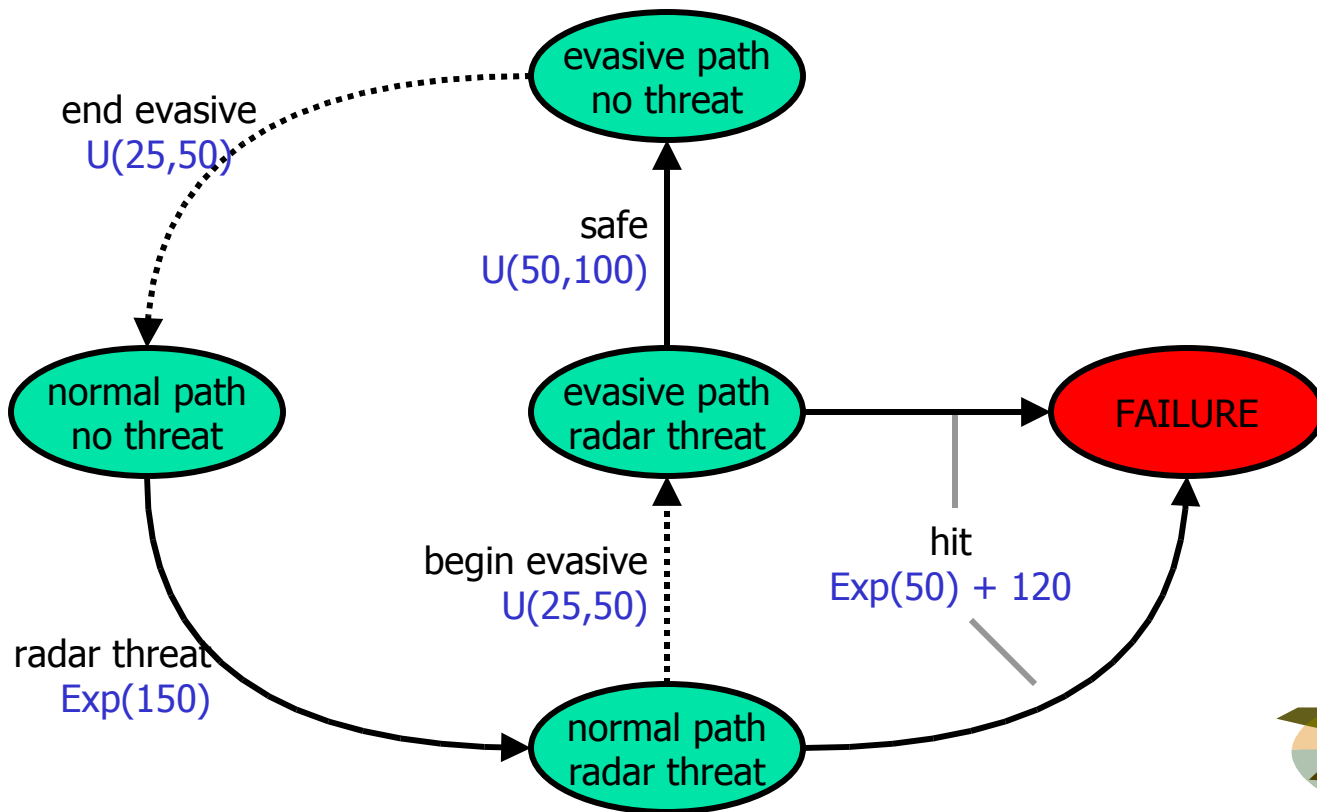 evasive path
no threat
end evasive
U(25,50)
safe
U(50,100)
normal path
no threat
evasive path
radar threat
FAILURE
begin evasive
U(25,50)
hit
Exp(50) + 120
radar threat
Exp(150)
normal path
radar threat